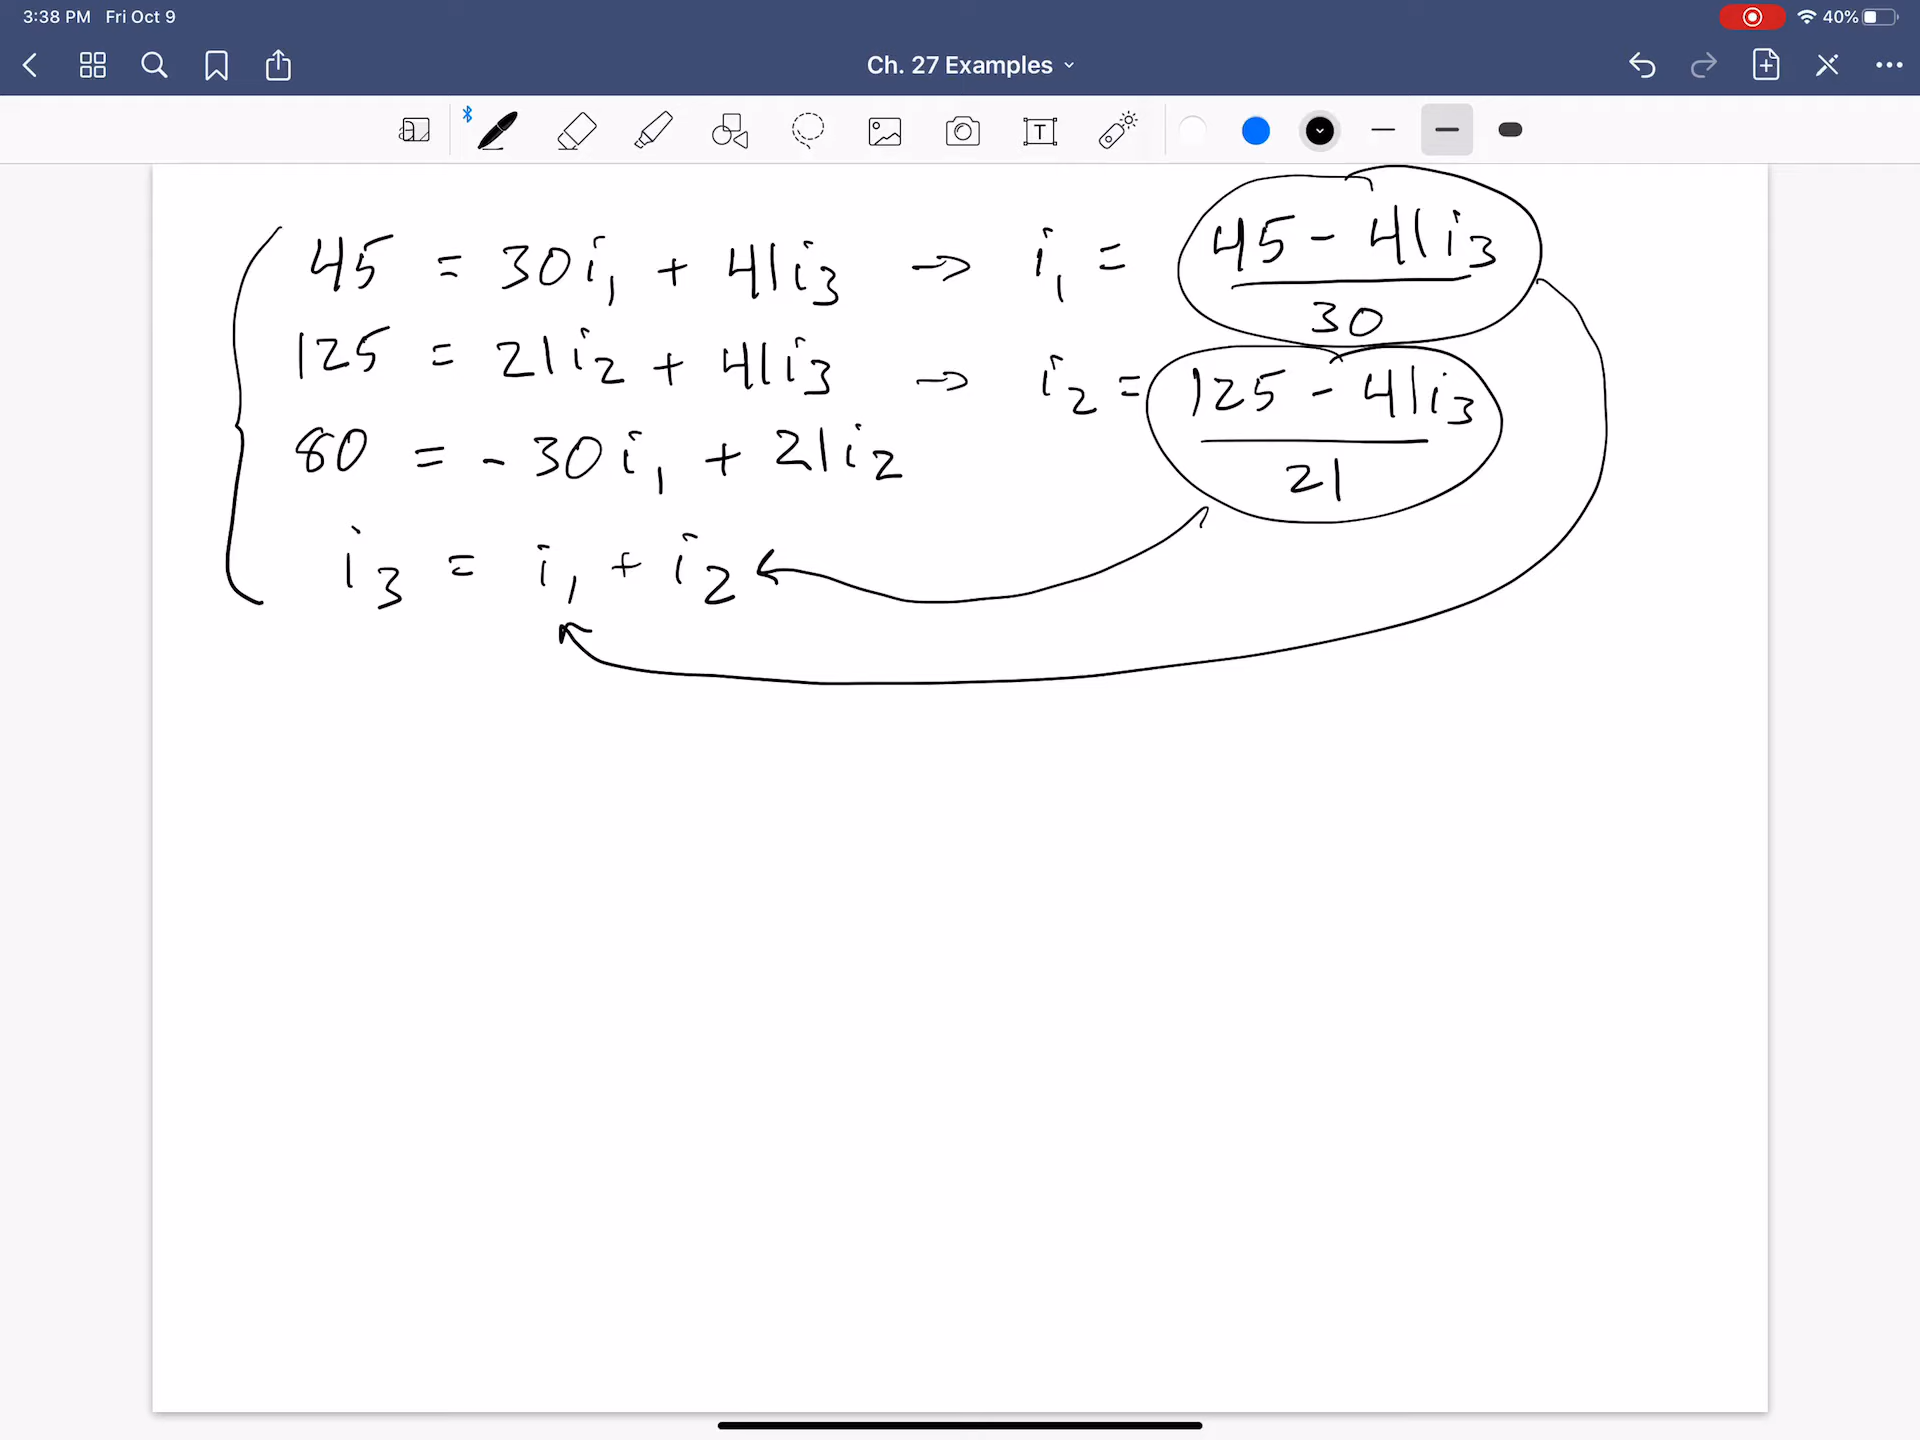 3:38 PM Fri Oct 9
40%
Ch. 27 Examples
45 = 30i₁ + 41i₃ → i₁ = (45 - 41i₃)/30
125 = 21i₂ + 41i₃ → i₂ = (125 - 41i₃)/21
80 = - 30i₁ + 21i₂
i₃ = i₁ + i₂